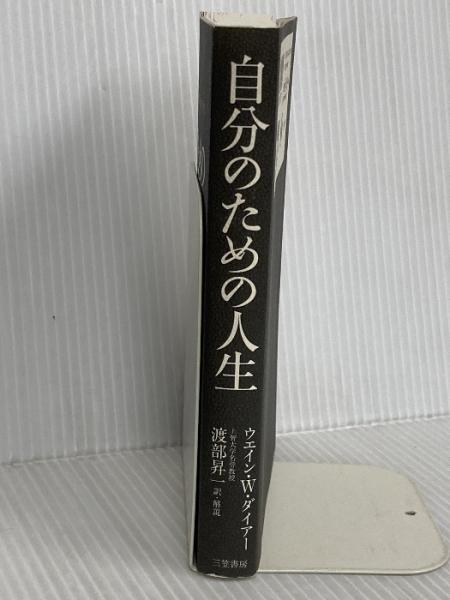 自分のための人生
ウエイン・W・ダイアー
上智大学名誉教授
渡部昇一 訳・解説
三笠書房